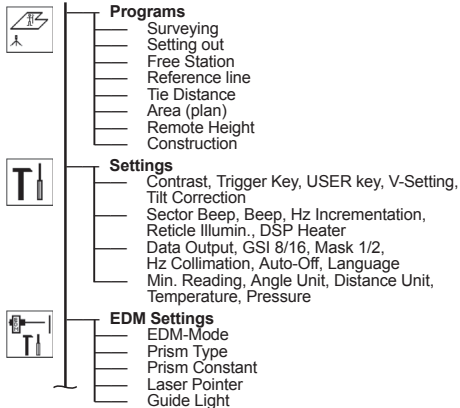 Programs
Surveying
Setting out
Free Station
Reference line
Tie Distance
Area (plan)
Remote Height
Construction
Settings
Contrast, Trigger Key, USER key, V-Setting,
Tilt Correction
Sector Beep, Beep, Hz Incrementation,
Reticle Illumin., DSP Heater
Data Output, GSI 8/16, Mask 1/2,
Hz Collimation, Auto-Off, Language
Min. Reading, Angle Unit, Distance Unit,
Temperature, Pressure
EDM Settings
EDM-Mode
Prism Type
Prism Constant
Laser Pointer
Guide Light